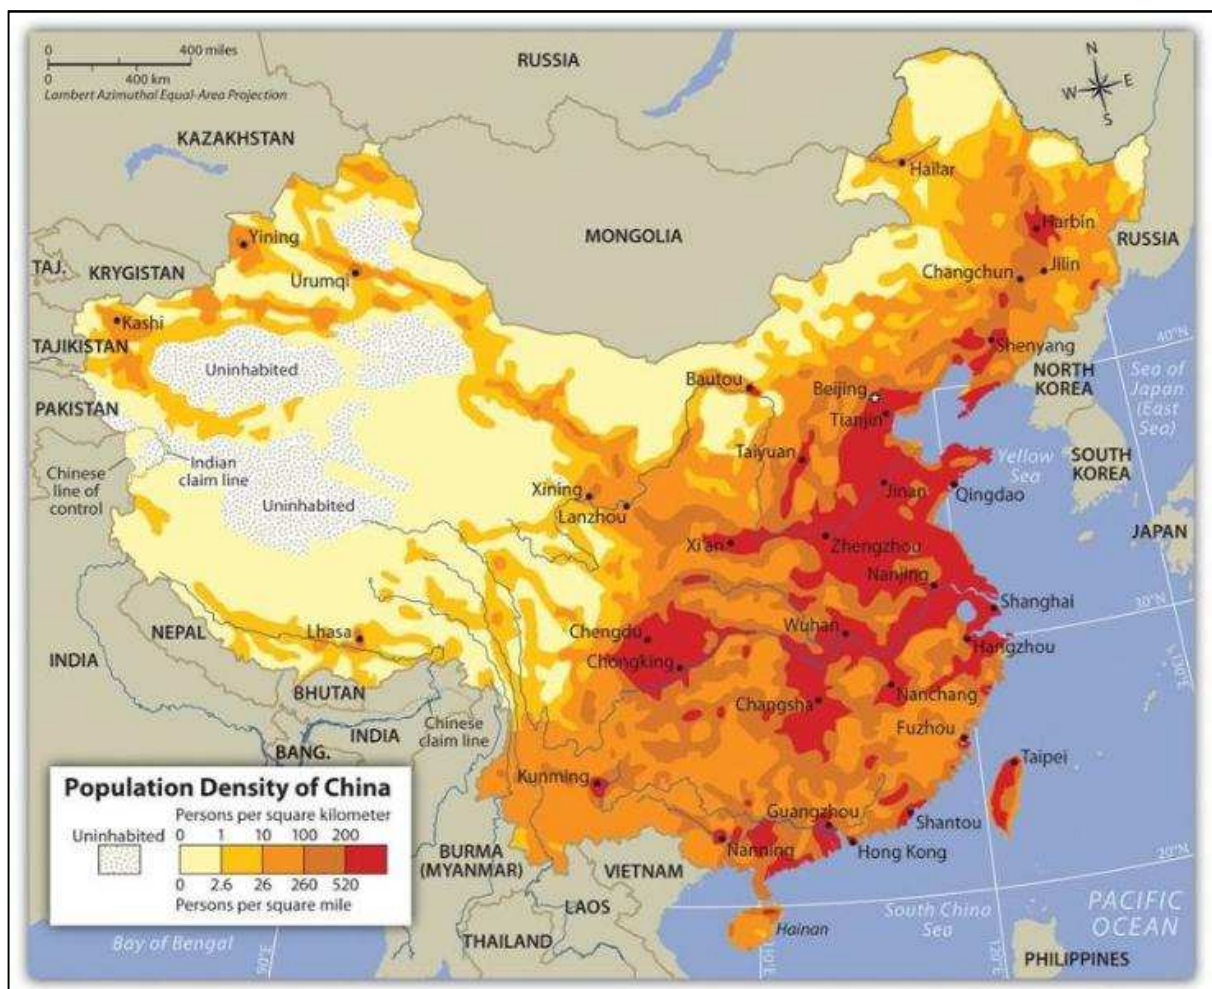 0 400 miles
0 400 km
Lambert Azimuthal Equal-Area Projection
RUSSIA
N
W E
S
KAZAKHSTAN
Hailar
MONGOLIA
Harbin
RUSSIA
Yining
TAJ.
KRYGISTAN
Urumqi
Changchun
Jilin
Kashi
TAJIKISTAN
Shenyang
40°N
Uninhabited
NORTH
KOREA
Sea of
Japan
(East
Sea)
Bautou
Beijing
Tianjin
PAKISTAN
Taiyuan
Yellow
Sea
SOUTH
KOREA
Chinese
line of
control
Indian
claim line
Uninhabited
Xining
Lanzhou
Jinan
Qingdao
JAPAN
Xi'an
Zhengzhou
Nanjing
Shanghai
30°N
NEPAL
Lhasa
Chengdu
Wuhan
Hangzhou
INDIA
Chongking
130°E
BHUTAN
Nanchang
Changsha
INDIA
Chinese
claim line
Fuzhou
BANG.
Taipei
Kunming
Population Density of China
Persons per square kilometer
Uninhabited
0 1 10 100 200
0 2.6 26 260 520
Persons per square mile
Guangzhou
Shantou
Nanning
Hong Kong
BURMA
(MYANMAR)
VIETNAM
20°N
LAOS
Hainan
South China
Sea
PACIFIC
OCEAN
Bay of Bengal
THAILAND
90°E
110°E
120°E
PHILIPPINES